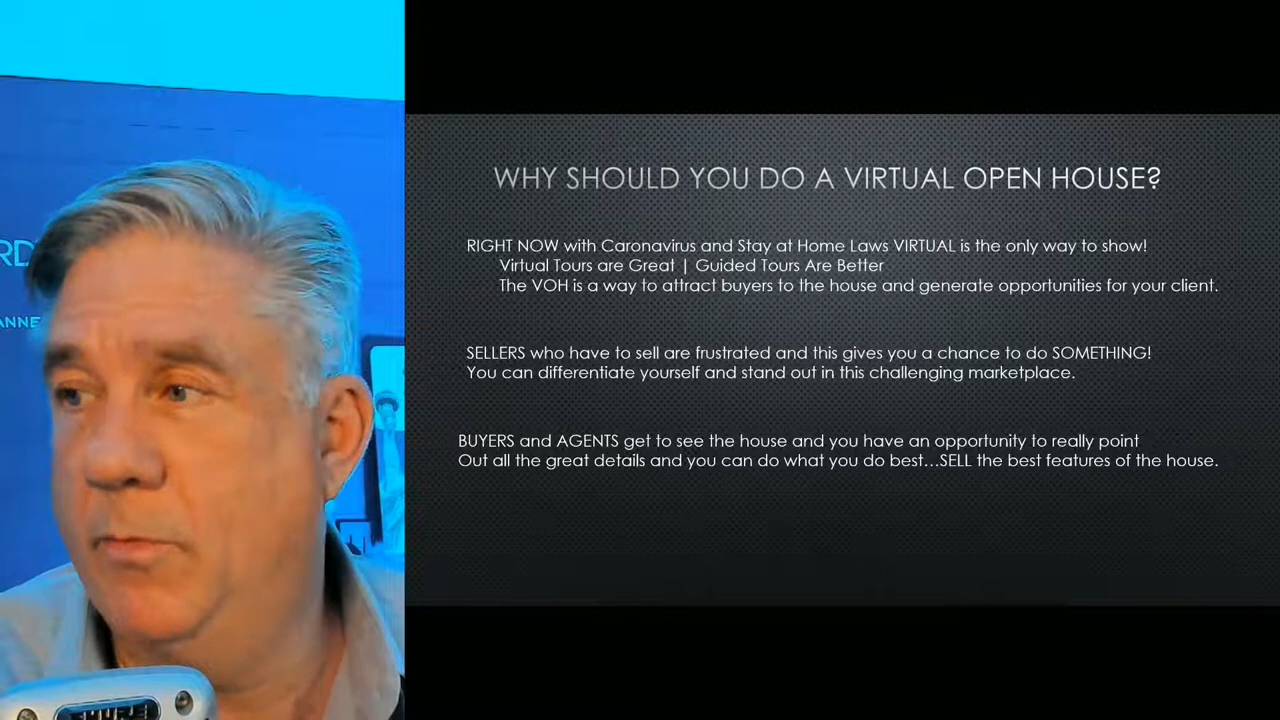 WHY SHOULD YOU DO A VIRTUAL OPEN HOUSE?
RIGHT NOW with Caronavirus and Stay at Home Laws VIRTUAL is the only way to show!
Virtual Tours are Great | Guided Tours Are Better
The VOH is a way to attract buyers to the house and generate opportunities for your client.
SELLERS who have to sell are frustrated and this gives you a chance to do SOMETHING!
You can differentiate yourself and stand out in this challenging marketplace.
BUYERS and AGENTS get to see the house and you have an opportunity to really point
Out all the great details and you can do what you do best...SELL the best features of the house.
RD
ANNE
SHURE